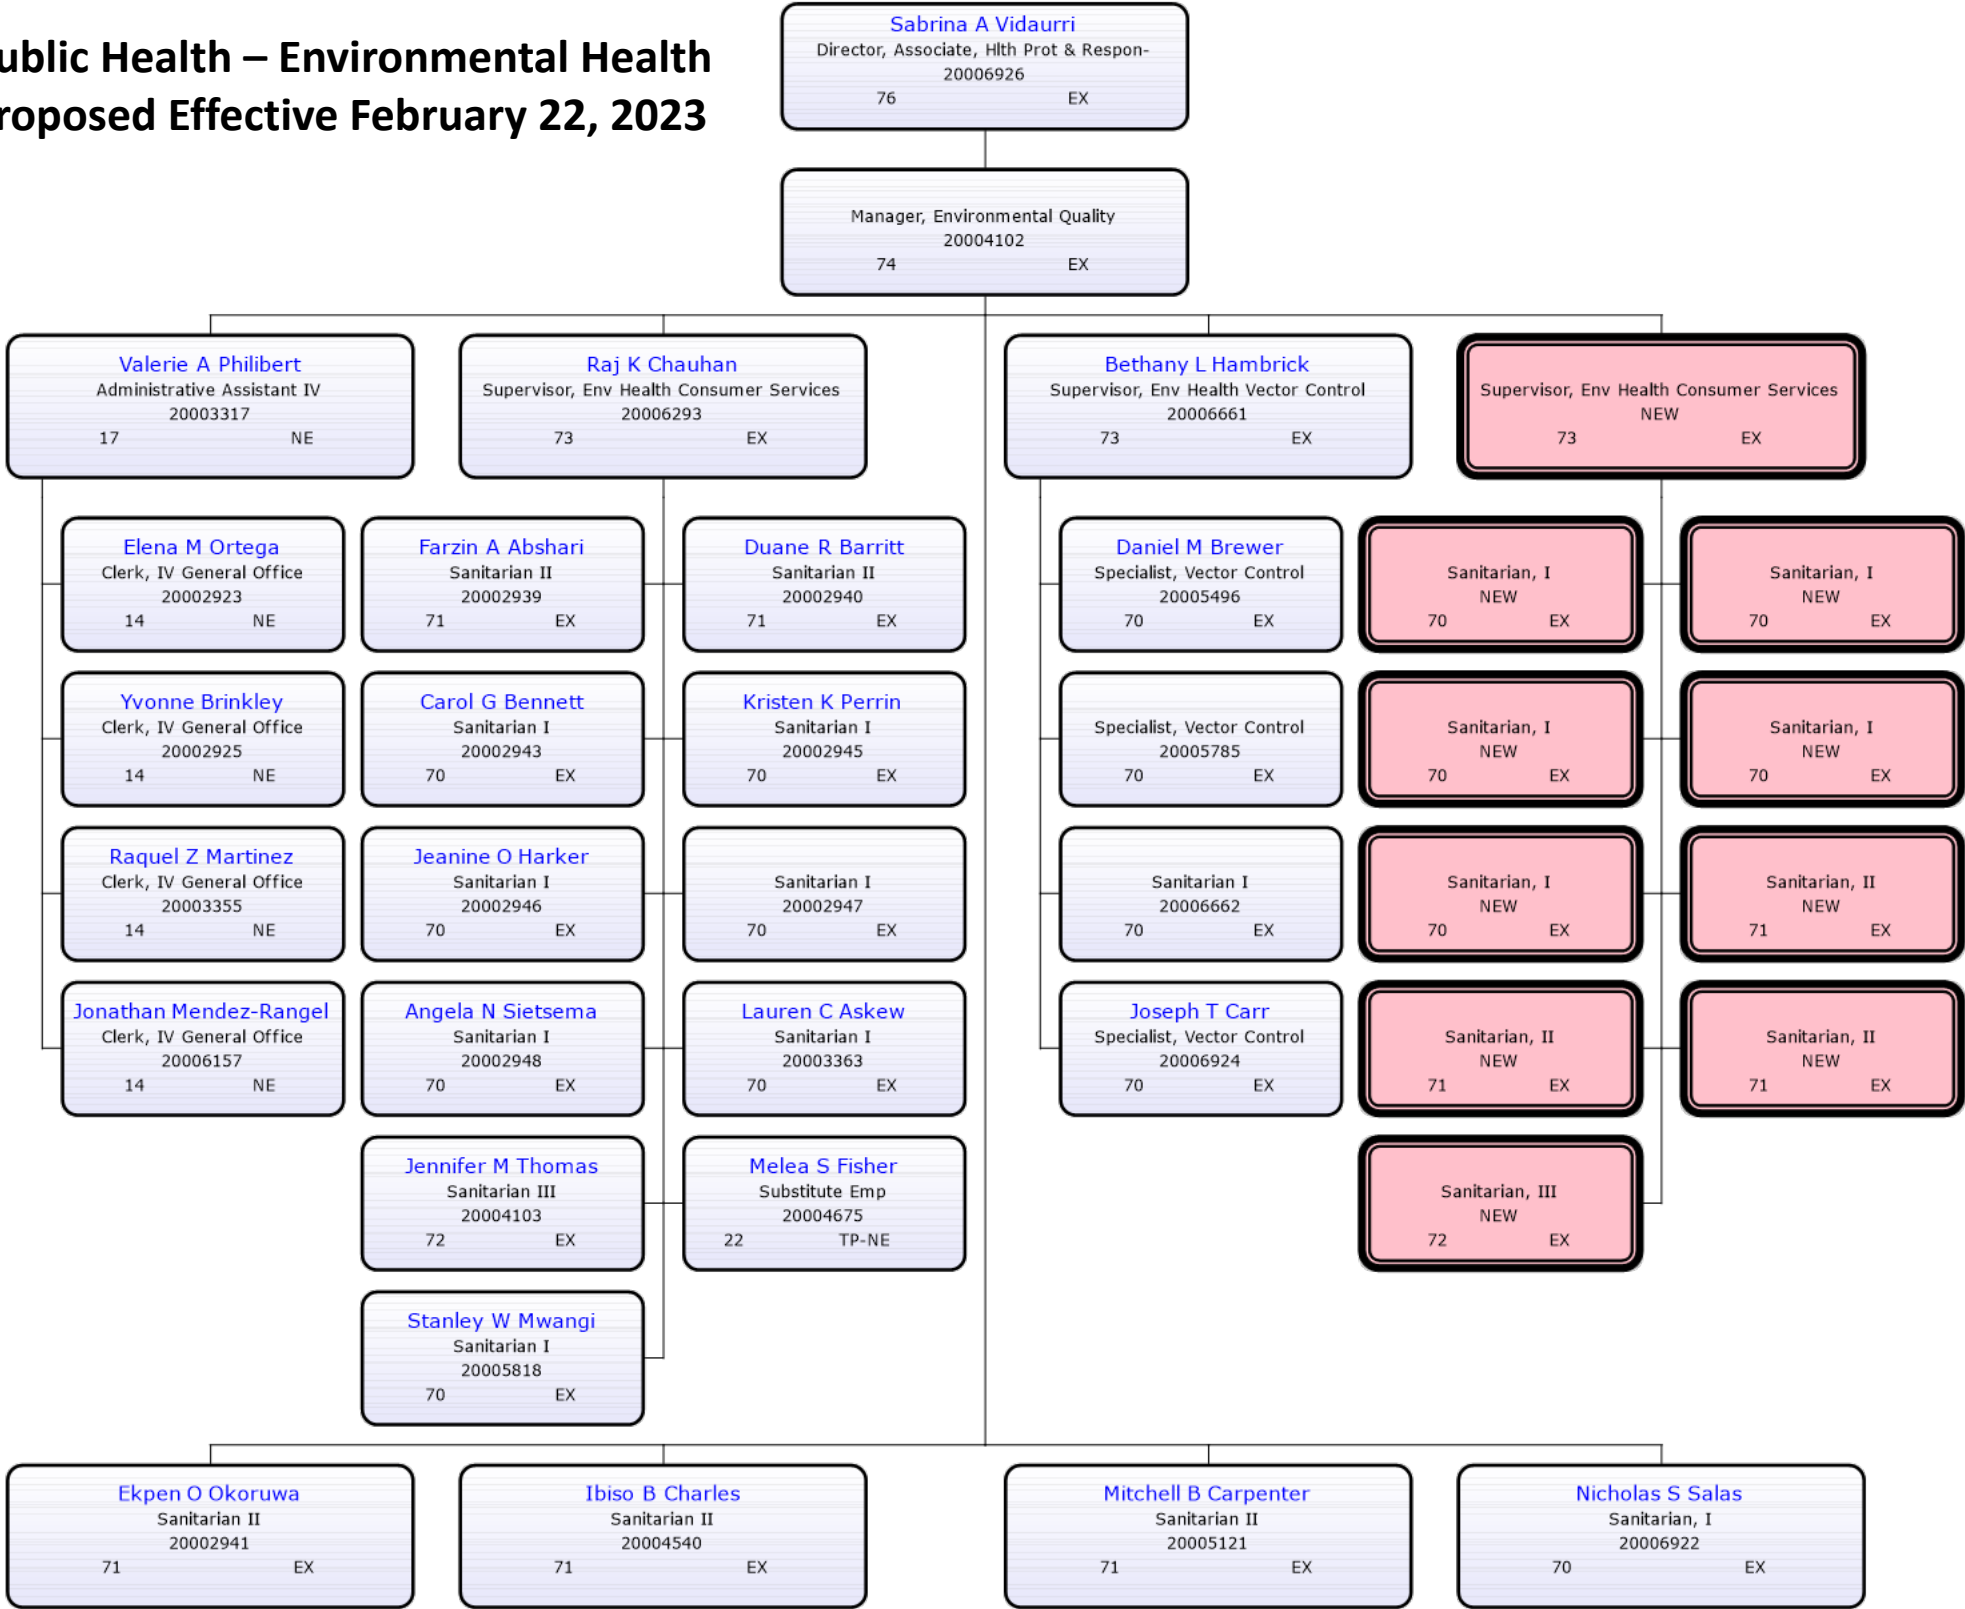 ublic Health – Environmental Health
roposed Effective February 22, 2023
Sabrina A Vidaurri
Director, Associate, Hlth Prot & Respon-
20006926
76 EX
Manager, Environmental Quality
20004102
74 EX
Valerie A Philibert
Administrative Assistant IV
20003317
17 NE
Raj K Chauhan
Supervisor, Env Health Consumer Services
20006293
73 EX
Bethany L Hambrick
Supervisor, Env Health Vector Control
20006661
73 EX
Supervisor, Env Health Consumer Services
NEW
73 EX
Elena M Ortega
Clerk, IV General Office
20002923
14 NE
Farzin A Abshari
Sanitarian II
20002939
71 EX
Duane R Barritt
Sanitarian II
20002940
71 EX
Daniel M Brewer
Specialist, Vector Control
20005496
70 EX
Sanitarian, I
NEW
70 EX
Sanitarian, I
NEW
70 EX
Yvonne Brinkley
Clerk, IV General Office
20002925
14 NE
Carol G Bennett
Sanitarian I
20002943
70 EX
Kristen K Perrin
Sanitarian I
20002945
70 EX
Specialist, Vector Control
20005785
70 EX
Sanitarian, I
NEW
70 EX
Sanitarian, I
NEW
70 EX
Raquel Z Martinez
Clerk, IV General Office
20003355
14 NE
Jeanine O Harker
Sanitarian I
20002946
70 EX
Sanitarian I
20002947
70 EX
Sanitarian I
20006662
70 EX
Sanitarian, I
NEW
70 EX
Sanitarian, II
NEW
71 EX
Jonathan Mendez-Rangel
Clerk, IV General Office
20006157
14 NE
Angela N Sietsema
Sanitarian I
20002948
70 EX
Lauren C Askew
Sanitarian I
20003363
70 EX
Joseph T Carr
Specialist, Vector Control
20006924
70 EX
Sanitarian, II
NEW
71 EX
Sanitarian, II
NEW
71 EX
Jennifer M Thomas
Sanitarian III
20004103
72 EX
Melea S Fisher
Substitute Emp
20004675
22 TP-NE
Sanitarian, III
NEW
72 EX
Stanley W Mwangi
Sanitarian I
20005818
70 EX
Ekpen O Okoruwa
Sanitarian II
20002941
71 EX
Ibiso B Charles
Sanitarian II
20004540
71 EX
Mitchell B Carpenter
Sanitarian II
20005121
71 EX
Nicholas S Salas
Sanitarian, I
20006922
70 EX